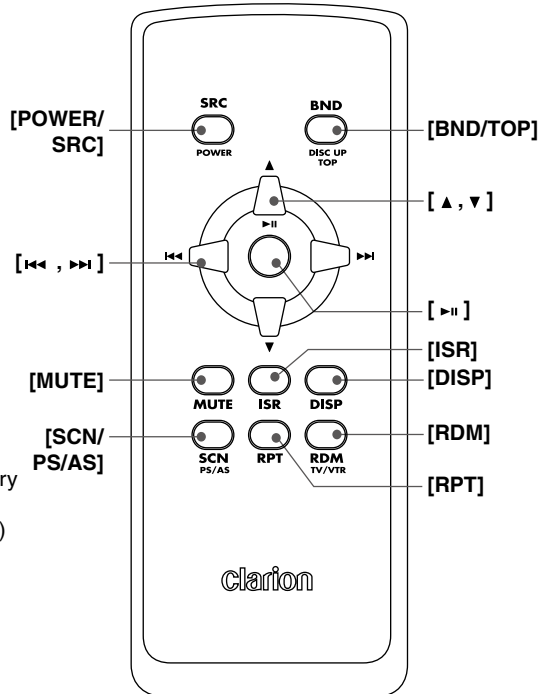 SRC BND
[POWER/
SRC] [BND/TOP]
POWER DISC UP
TOP
▲
[ ▲ , ▼ ]
►II
[ I◄◄ , ►►I ] I◄◄ ►►I
[ ►II ]
▼
[ISR]
[MUTE] [DISP]
MUTE ISR DISP
[SCN/
PS/AS] [RDM]
SCN RPT RDM
PS/AS TV/VTR
ry
[RPT]
)
clarion